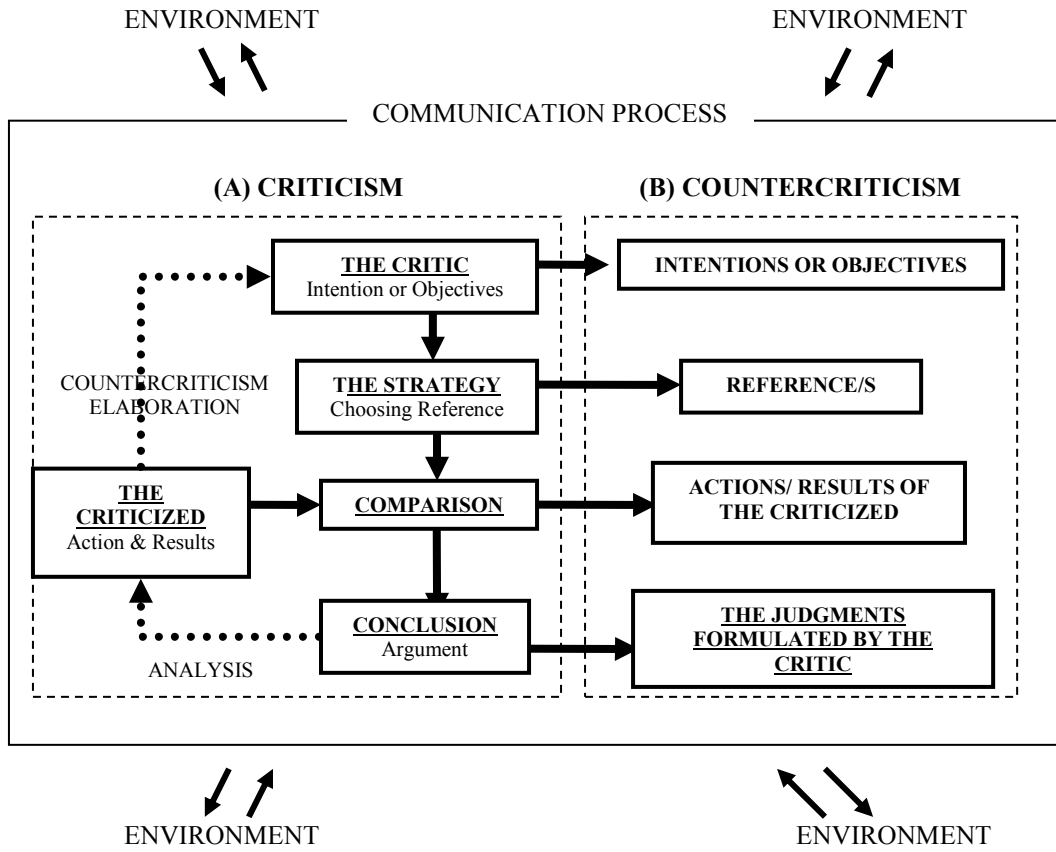 ENVIRONMENT
ENVIRONMENT
COMMUNICATION PROCESS
(A) CRITICISM
(B) COUNTERCRITICISM
THE CRITIC
Intention or Objectives
INTENTIONS OR OBJECTIVES
COUNTERCRITICISM
ELABORATION
THE STRATEGY
Choosing Reference
REFERENCE/S
THE
CRITICIZED
Action & Results
COMPARISON
ACTIONS/ RESULTS OF
THE CRITICIZED
CONCLUSION
Argument
ANALYSIS
THE JUDGMENTS
FORMULATED BY THE
CRITIC
ENVIRONMENT
ENVIRONMENT